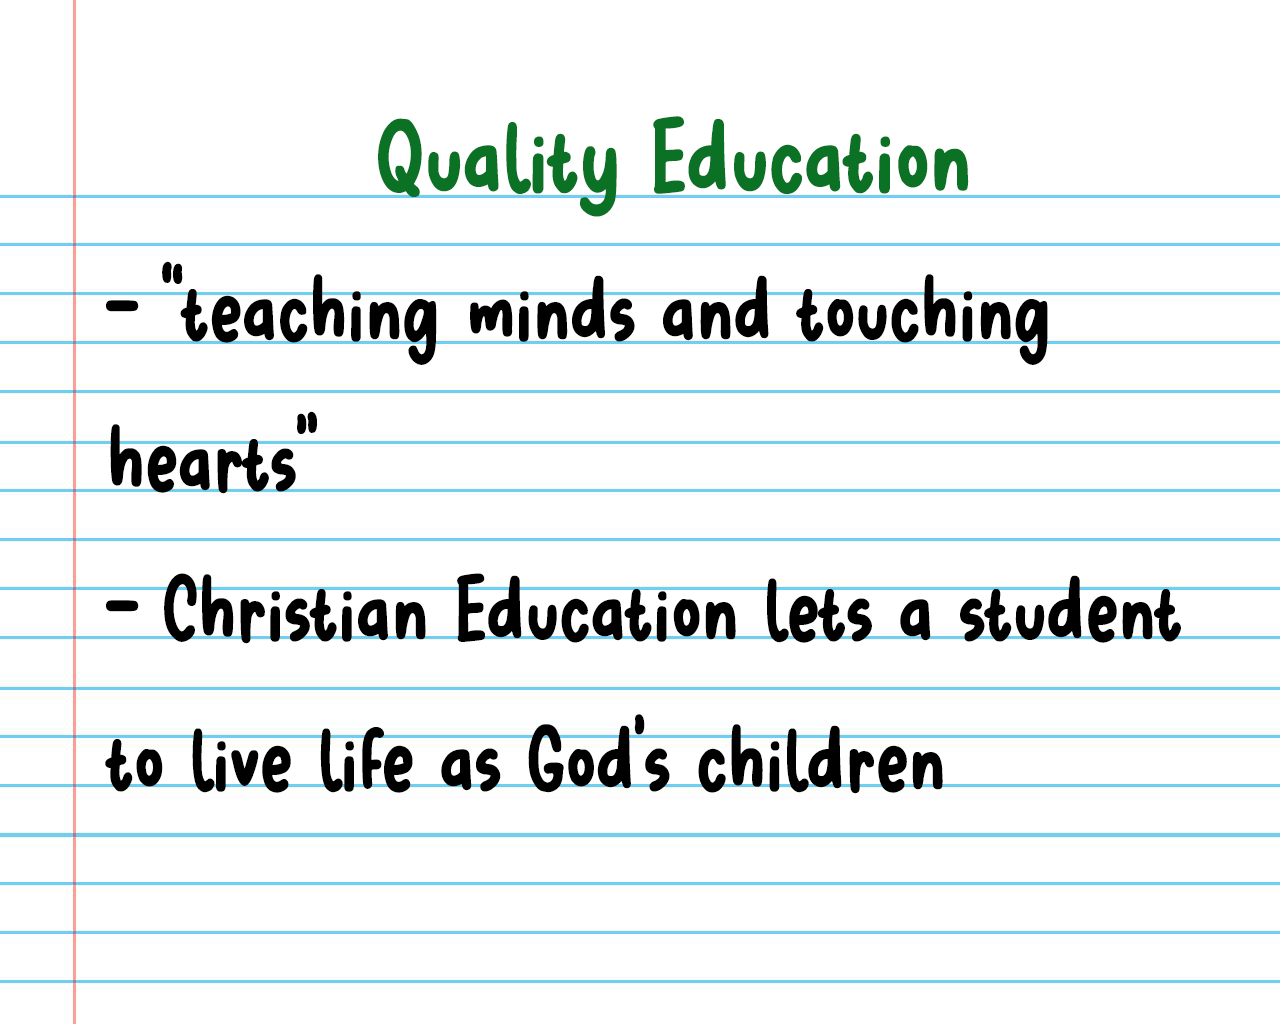 Quality Education
- "teaching minds and touching
hearts"
- Christian Education lets a student
to live life as God's children